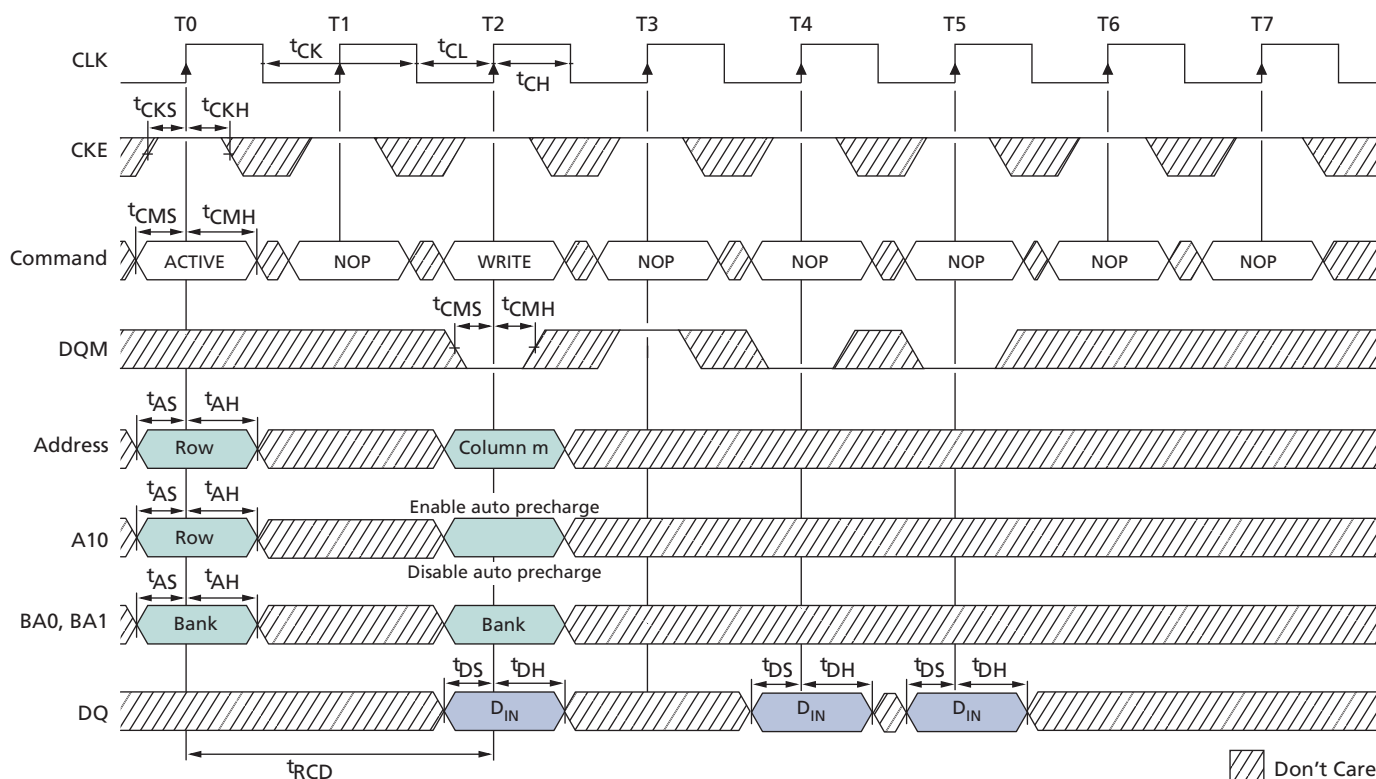 T0 T1 T2 T3 T4 T5 T6 T7
CLK
tCK tCL
tCH
tCKS tCKH
CKE
tCMS tCMH
Command ACTIVE NOP WRITE NOP NOP NOP NOP NOP
tCMS tCMH
DQM
tAS tAH
Address Row Column m
tAS tAH Enable auto precharge
A10 Row
Disable auto precharge
tAS tAH
BA0, BA1 Bank Bank
tDS tDH tDS tDH tDS tDH
DQ DIN DIN DIN
tRCD
Don't Care